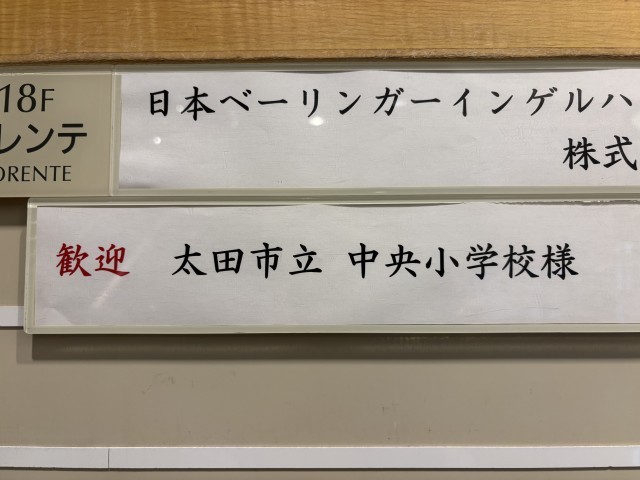 18F
レンテ
ORENTE
日本ベーリンガーインゲルハ
株式
歓迎 太田市立 中央小学校様